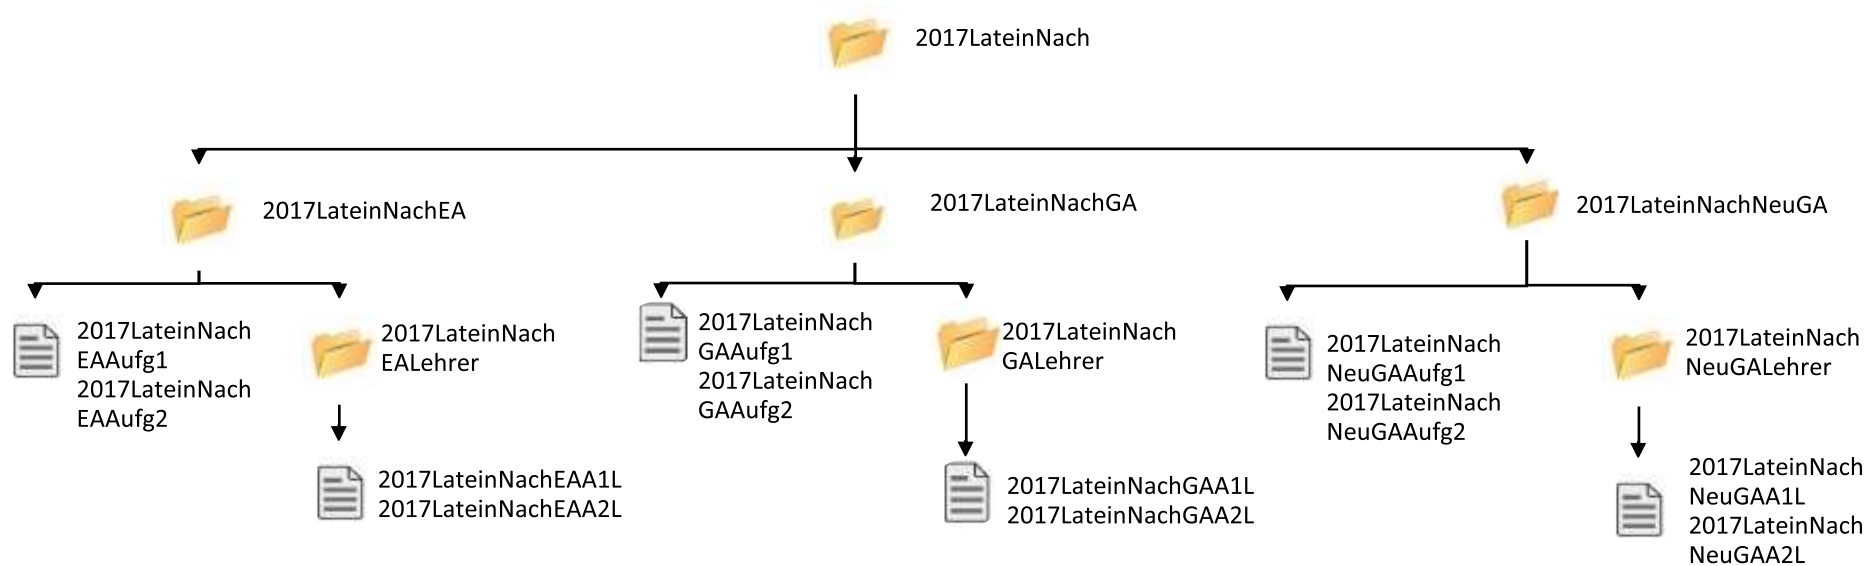 2017LateinNach
2017LateinNachEA
2017LateinNachGA
2017LateinNachNeuGA
2017LateinNach
EAAufg1
2017LateinNach
EAAufg2
2017LateinNach
EALehrer
2017LateinNach
GAAufg1
2017LateinNach
GAAufg2
2017LateinNach
GALehrer
2017LateinNach
NeuGAAufg1
2017LateinNach
NeuGAAufg2
2017LateinNach
NeuGALehrer
2017LateinNachEAA1L
2017LateinNachEAA2L
2017LateinNachGAA1L
2017LateinNachGAA2L
2017LateinNach
NeuGAA1L
2017LateinNach
NeuGAA2L